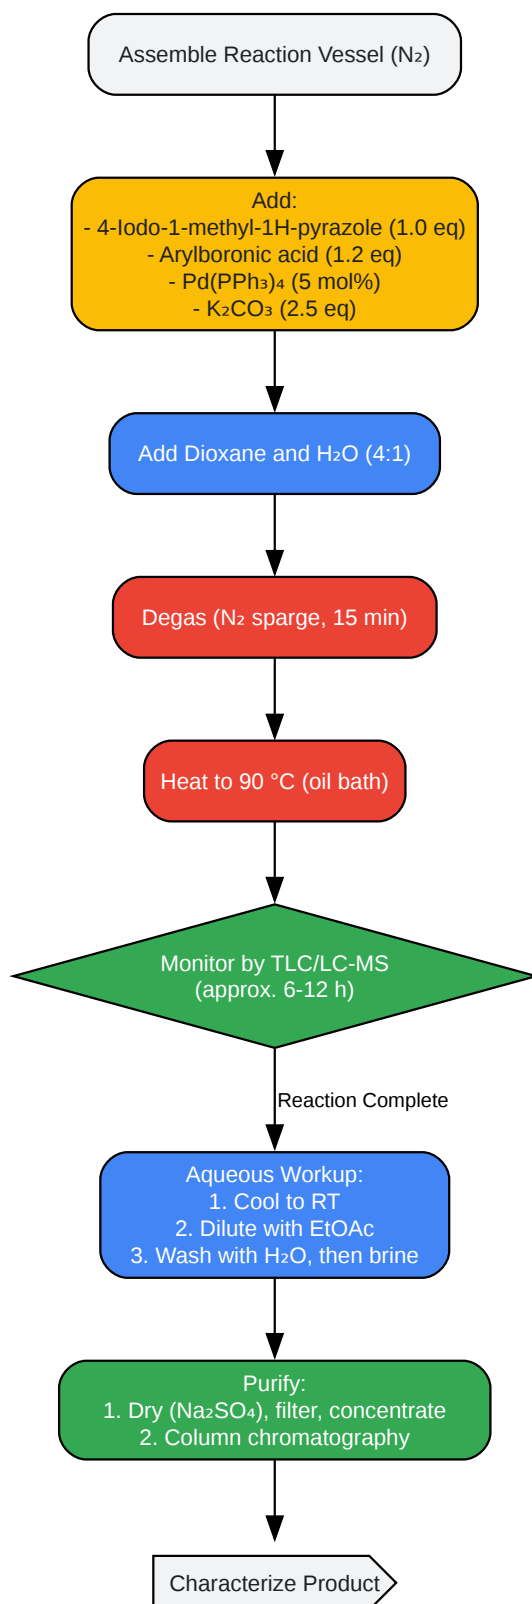 Assemble Reaction Vessel (N₂)
Add:
- 4-Iodo-1-methyl-1H-pyrazole (1.0 eq)
- Arylboronic acid (1.2 eq)
- Pd(PPh₃)₄ (5 mol%)
- K₂CO₃ (2.5 eq)
Add Dioxane and H₂O (4:1)
Degas (N₂ sparge, 15 min)
Heat to 90 °C (oil bath)
Monitor by TLC/LC-MS
(approx. 6-12 h)
Reaction Complete
Aqueous Workup:
1. Cool to RT
2. Dilute with EtOAc
3. Wash with H₂O, then brine
Purify:
1. Dry (Na₂SO₄), filter, concentrate
2. Column chromatography
Characterize Product